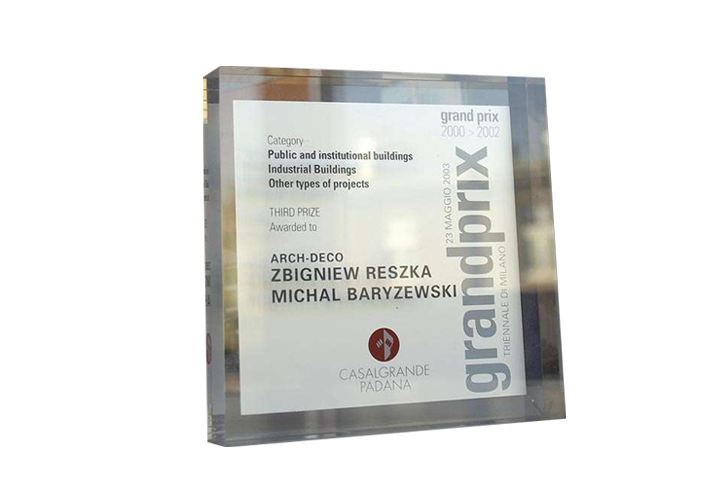 grand prix
2000 > 2002
Category
Public and institutional buildings
Industrial Buildings
Other types of projects
THIRD PRIZE
Awarded to
ARCH-DECO
ZBIGNIEW RESZKA
MICHAL BARYZEWSKI
CASALGRANDE
PADANA
grandprix
23 MAGGIO 2003
TRIENNALE DI MILANO